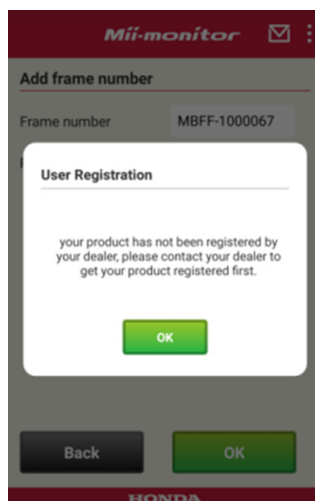 Mii-monitor
Add frame number
Frame number MBFF-1000067
User Registration
your product has not been registered by
your dealer, please contact your dealer to
get your product registered first.
OK
Back OK
HONDA